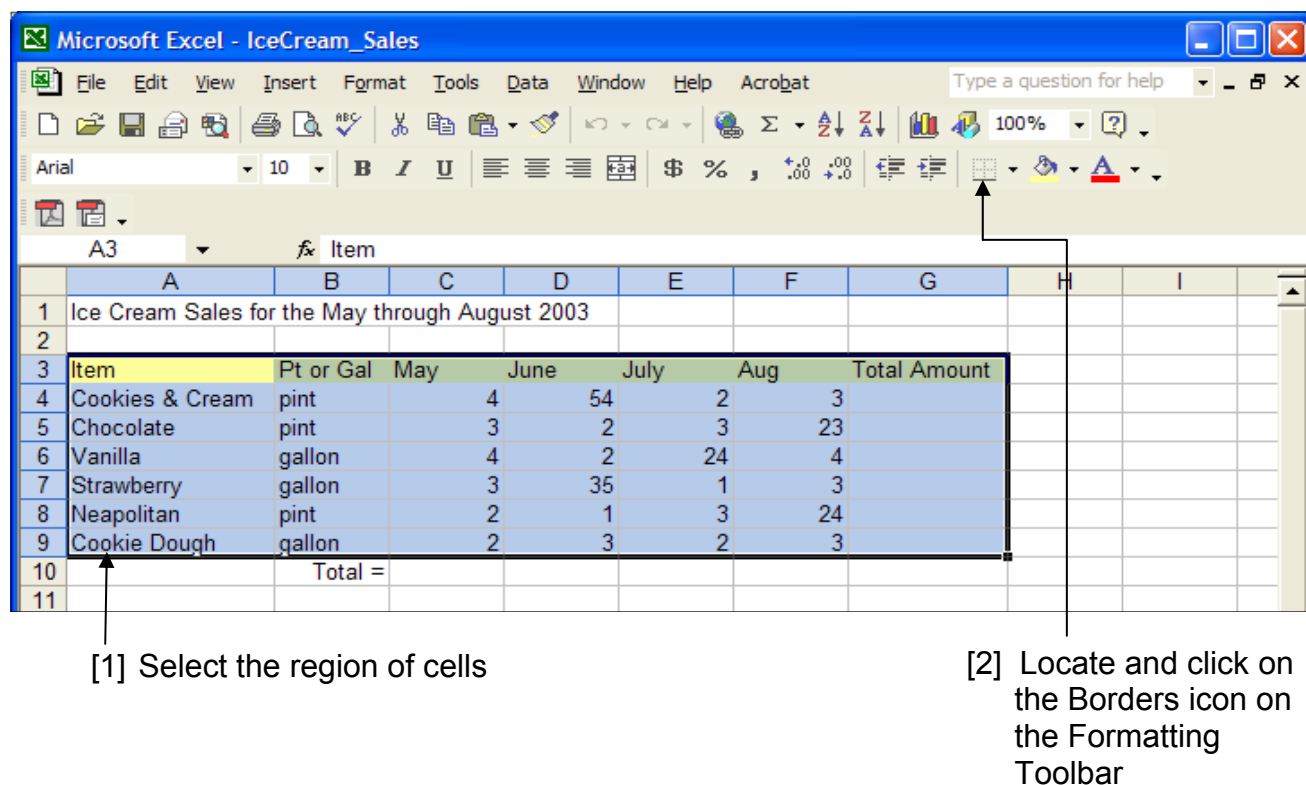 Microsoft Excel - IceCream_Sales
File Edit View Insert Format Tools Data Window Help Acrobat Type a question for help
ABC Σ A Z Z A 100% ?
Arial 10 B I U a $ % , .0 .00 .00 .0 A
A3 fx Item
A B C D E F G H I
1 Ice Cream Sales for the May through August 2003
2
3 Item Pt or Gal May June July Aug Total Amount
4 Cookies & Cream pint 4 54 2 3
5 Chocolate pint 3 2 3 23
6 Vanilla gallon 4 2 24 4
7 Strawberry gallon 3 35 1 3
8 Neapolitan pint 2 1 3 24
9 Cookie Dough gallon 2 3 2 3
10 Total =
11
[1] Select the region of cells
[2] Locate and click on
the Borders icon on
the Formatting
Toolbar